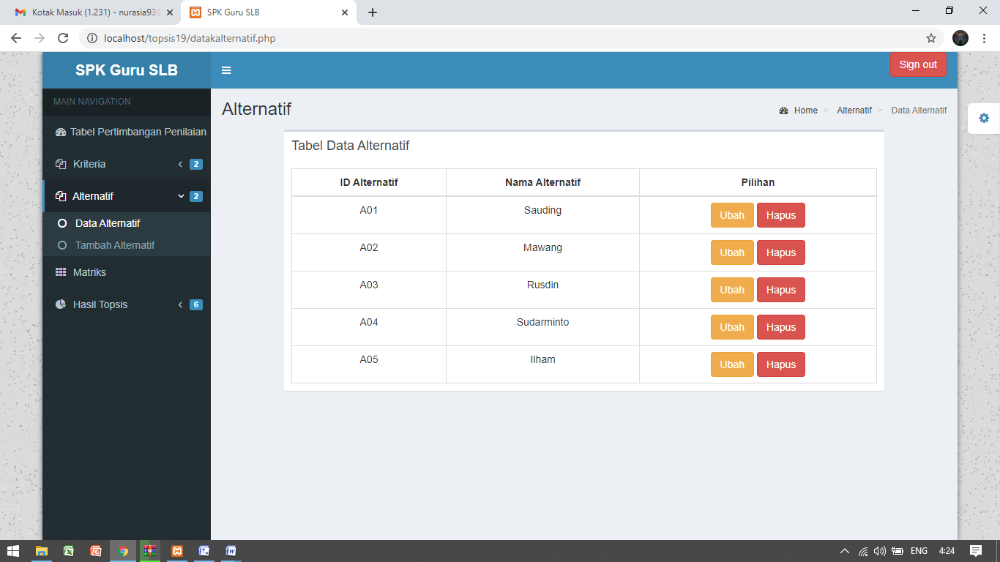 Kotak Masuk (1.231) - nurasia93
SPK Guru SLB
localhost/topsis19/datakalternatif.php
SPK Guru SLB
Sign out
MAIN NAVIGATION
Alternatif
Home > Alternatif > Data Alternatif
Tabel Pertimbangan Penilaian
Kriteria 2
Alternatif 2
Data Alternatif
Tambah Alternatif
Matriks
Hasil Topsis 6
Tabel Data Alternatif
ID Alternatif Nama Alternatif Pilihan
A01 Sauding Ubah Hapus
A02 Mawang Ubah Hapus
A03 Rusdin Ubah Hapus
A04 Sudarminto Ubah Hapus
A05 Ilham Ubah Hapus
ENG 4:24